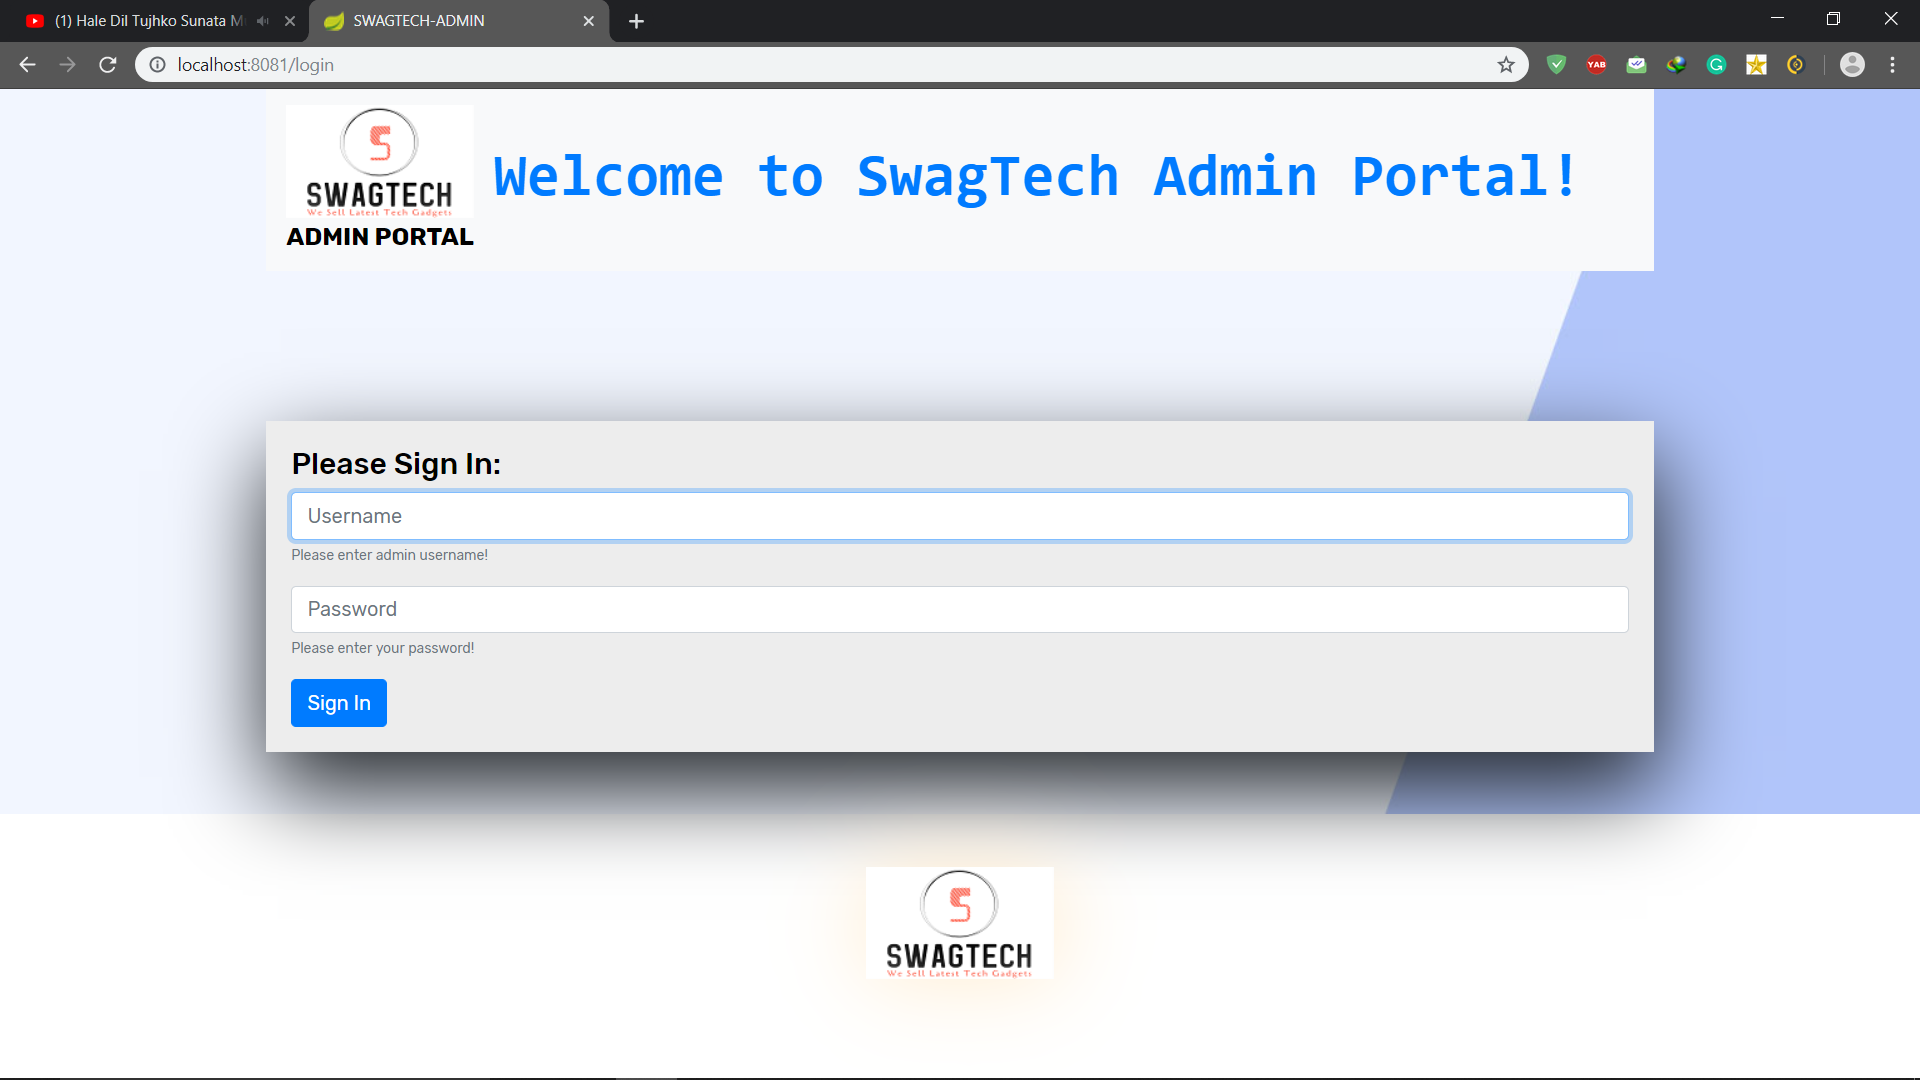 (1) Hale Dil Tujhko Sunata M
SWAGTECH-ADMIN
localhost:8081/login
YAB
S
SWAGTECH
We Sell Latest Tech Gadgets
ADMIN PORTAL
Welcome to SwagTech Admin Portal!
Please Sign In:
Username
Please enter admin username!
Password
Please enter your password!
Sign In
S
SWAGTECH
We Sell Latest Tech Gadgets